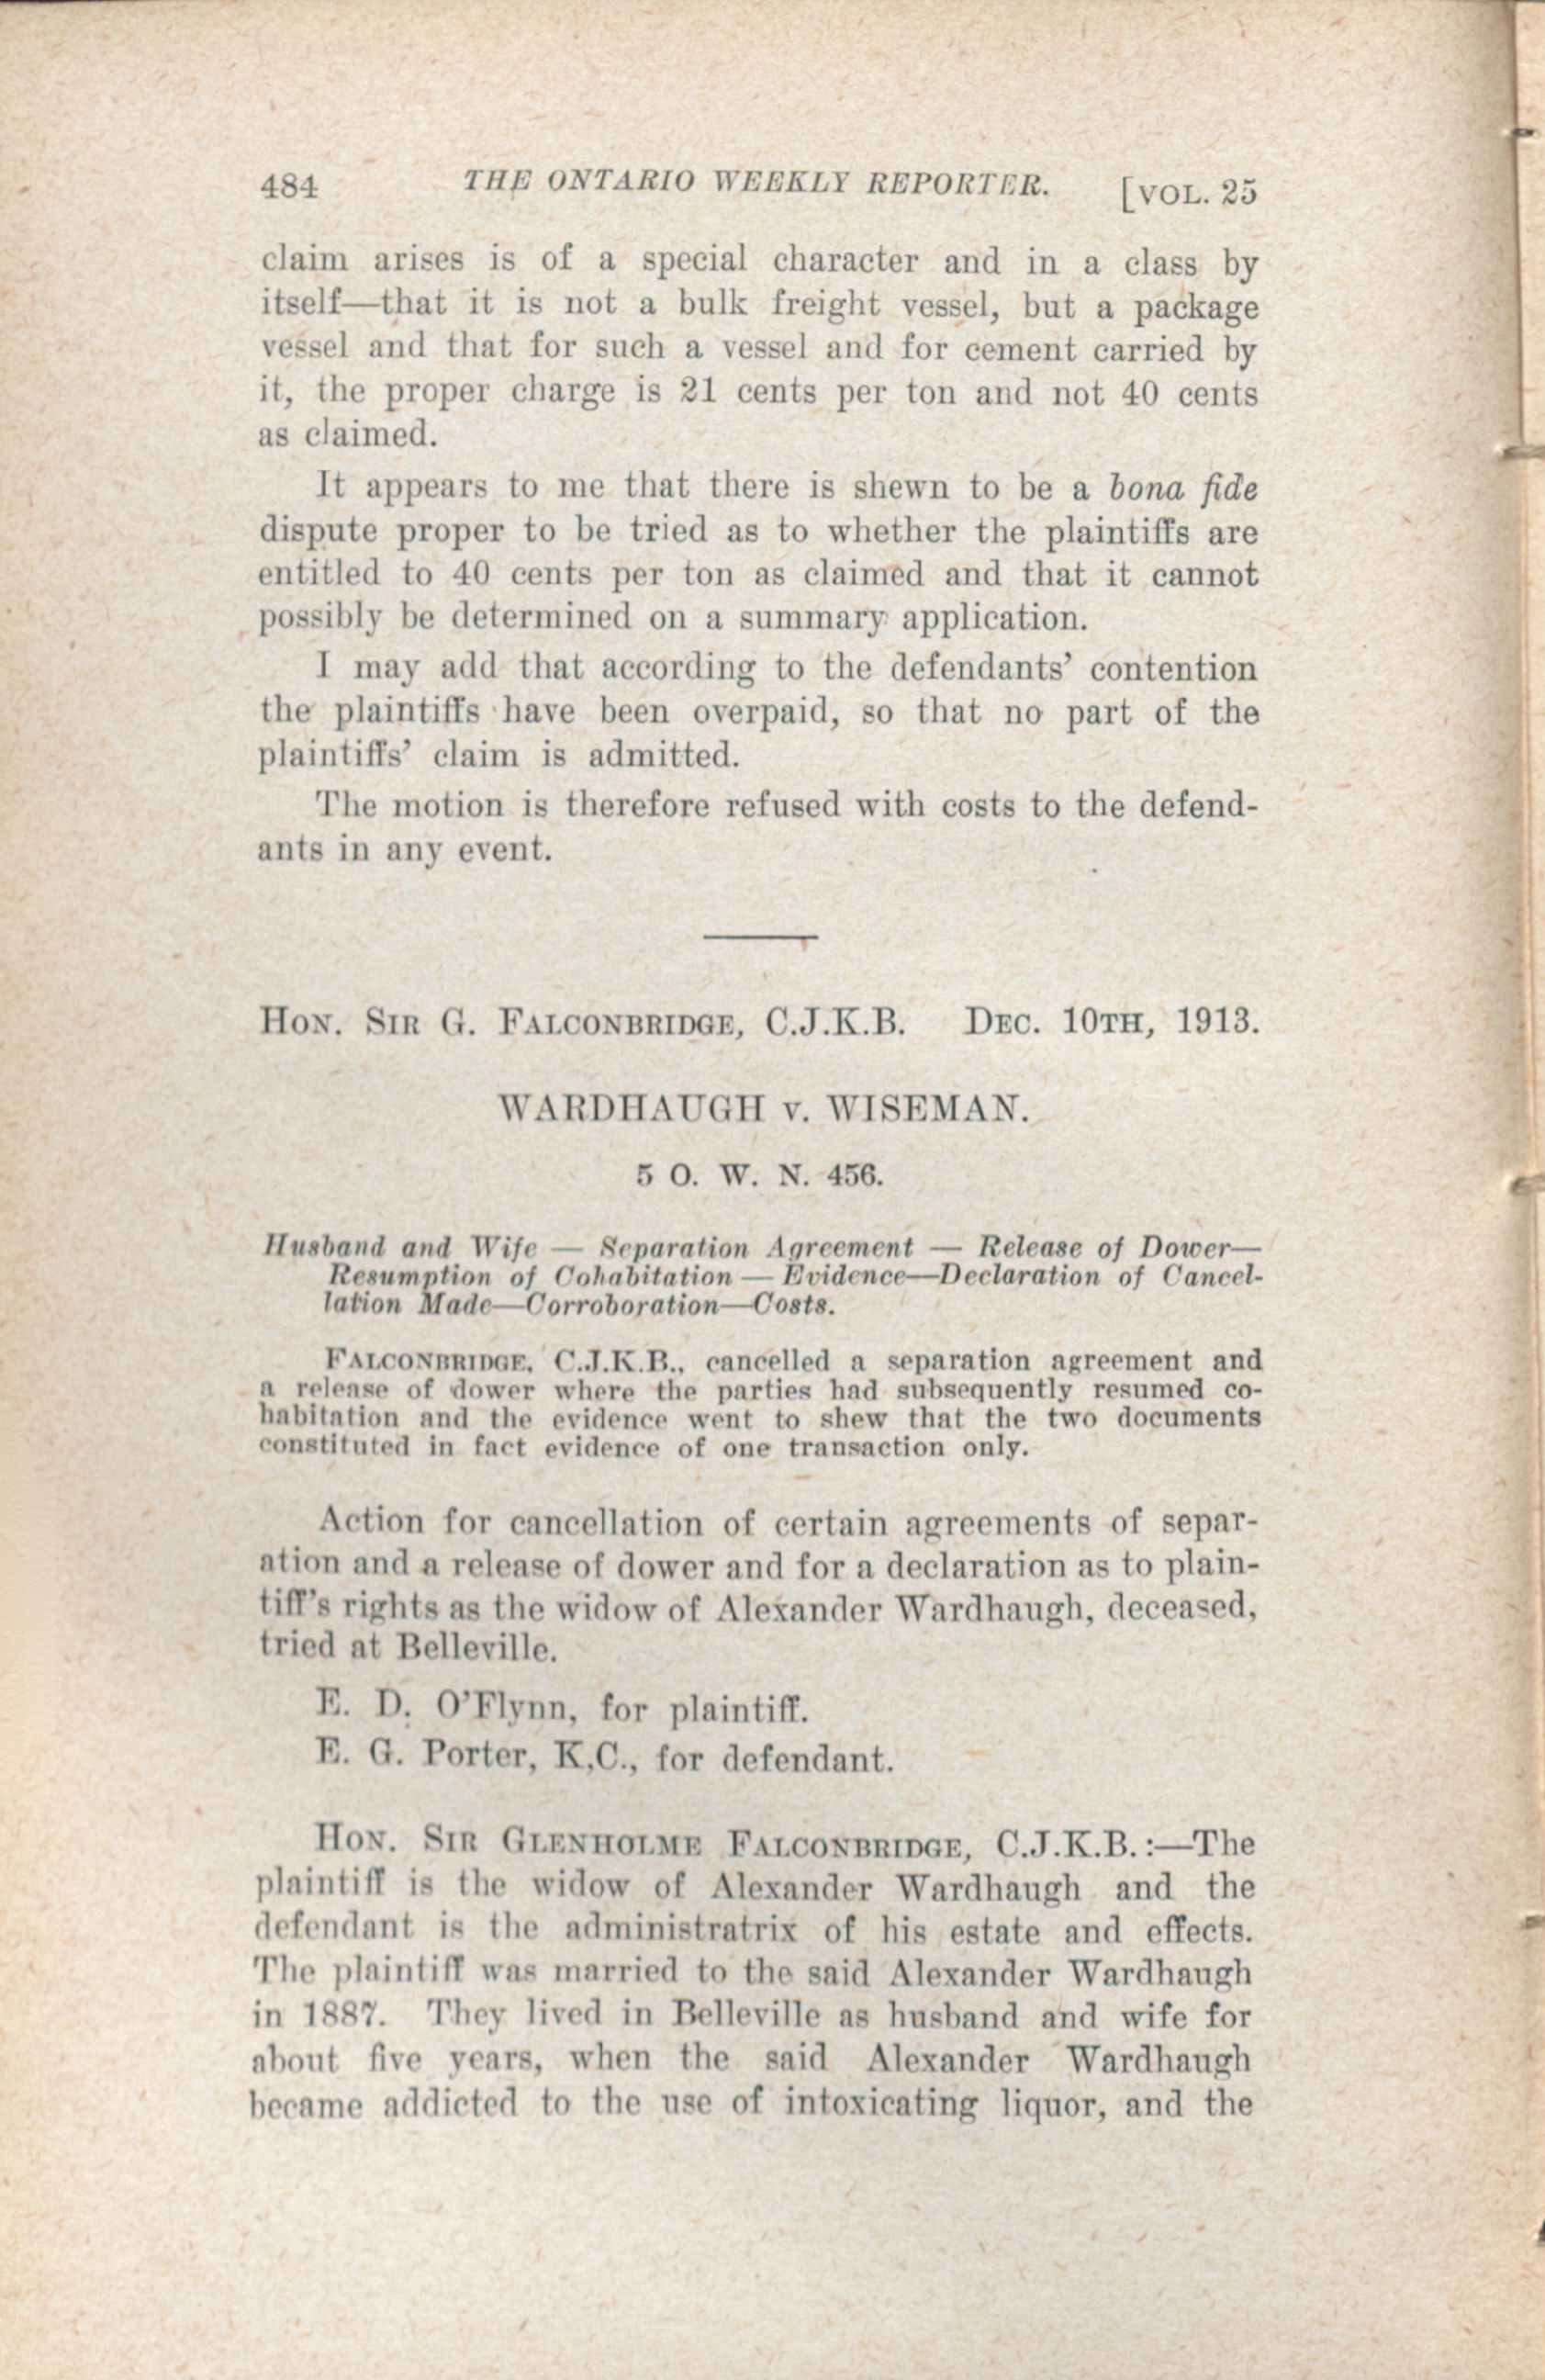 484 THE ONTARIO WEEKLY REPORTER. [VOL. 25
claim arises is of a special character and in a class by
itself—that it is not a bulk freight vessel, but a package
vessel and that for such a vessel and for cement carried by
it, the proper charge is 21 cents per ton and not 40 cents
as claimed.
It appears to me that there is shewn to be a bona fide
dispute proper to be tried as to whether the plaintiffs are
entitled to 40 cents per ton as claimed and that it cannot
possibly be determined on a summary application.
I may add that according to the defendants' contention
the plaintiffs have been overpaid, so that no part of the
plaintiffs' claim is admitted.
The motion is therefore refused with costs to the defend-
ants in any event.
HON. SIR G. FALCONBRIDGE, C.J.K.B. DEC. 10TH, 1913.
WARDHAUGH v. WISEMAN.
5 O. W. N. 456.
Husband and Wife — Separation Agreement — Release of Dower—
Resumption of Cohabitation — Evidence—Declaration of Cancel-
lation Made—Corroboration—Costs.
FALCONBRIDGE, C.J.K.B., cancelled a separation agreement and
a release of dower where the parties had subsequently resumed co-
habitation and the evidence went to shew that the two documents
constituted in fact evidence of one transaction only.
Action for cancellation of certain agreements of separ-
ation and a release of dower and for a declaration as to plain-
tiff's rights as the widow of Alexander Wardhaugh, deceased,
tried at Belleville.
E. D. O'Flynn, for plaintiff.
E. G. Porter, K,C., for defendant.
HON. SIR GLENHOLME FALCONBRIDGE, C.J.K.B.:—The
plaintiff is the widow of Alexander Wardhaugh and the
defendant is the administratrix of his estate and effects.
The plaintiff was married to the said Alexander Wardhaugh
in 1887. They lived in Belleville as husband and wife for
about five years, when the said Alexander Wardhaugh
became addicted to the use of intoxicating liquor, and the